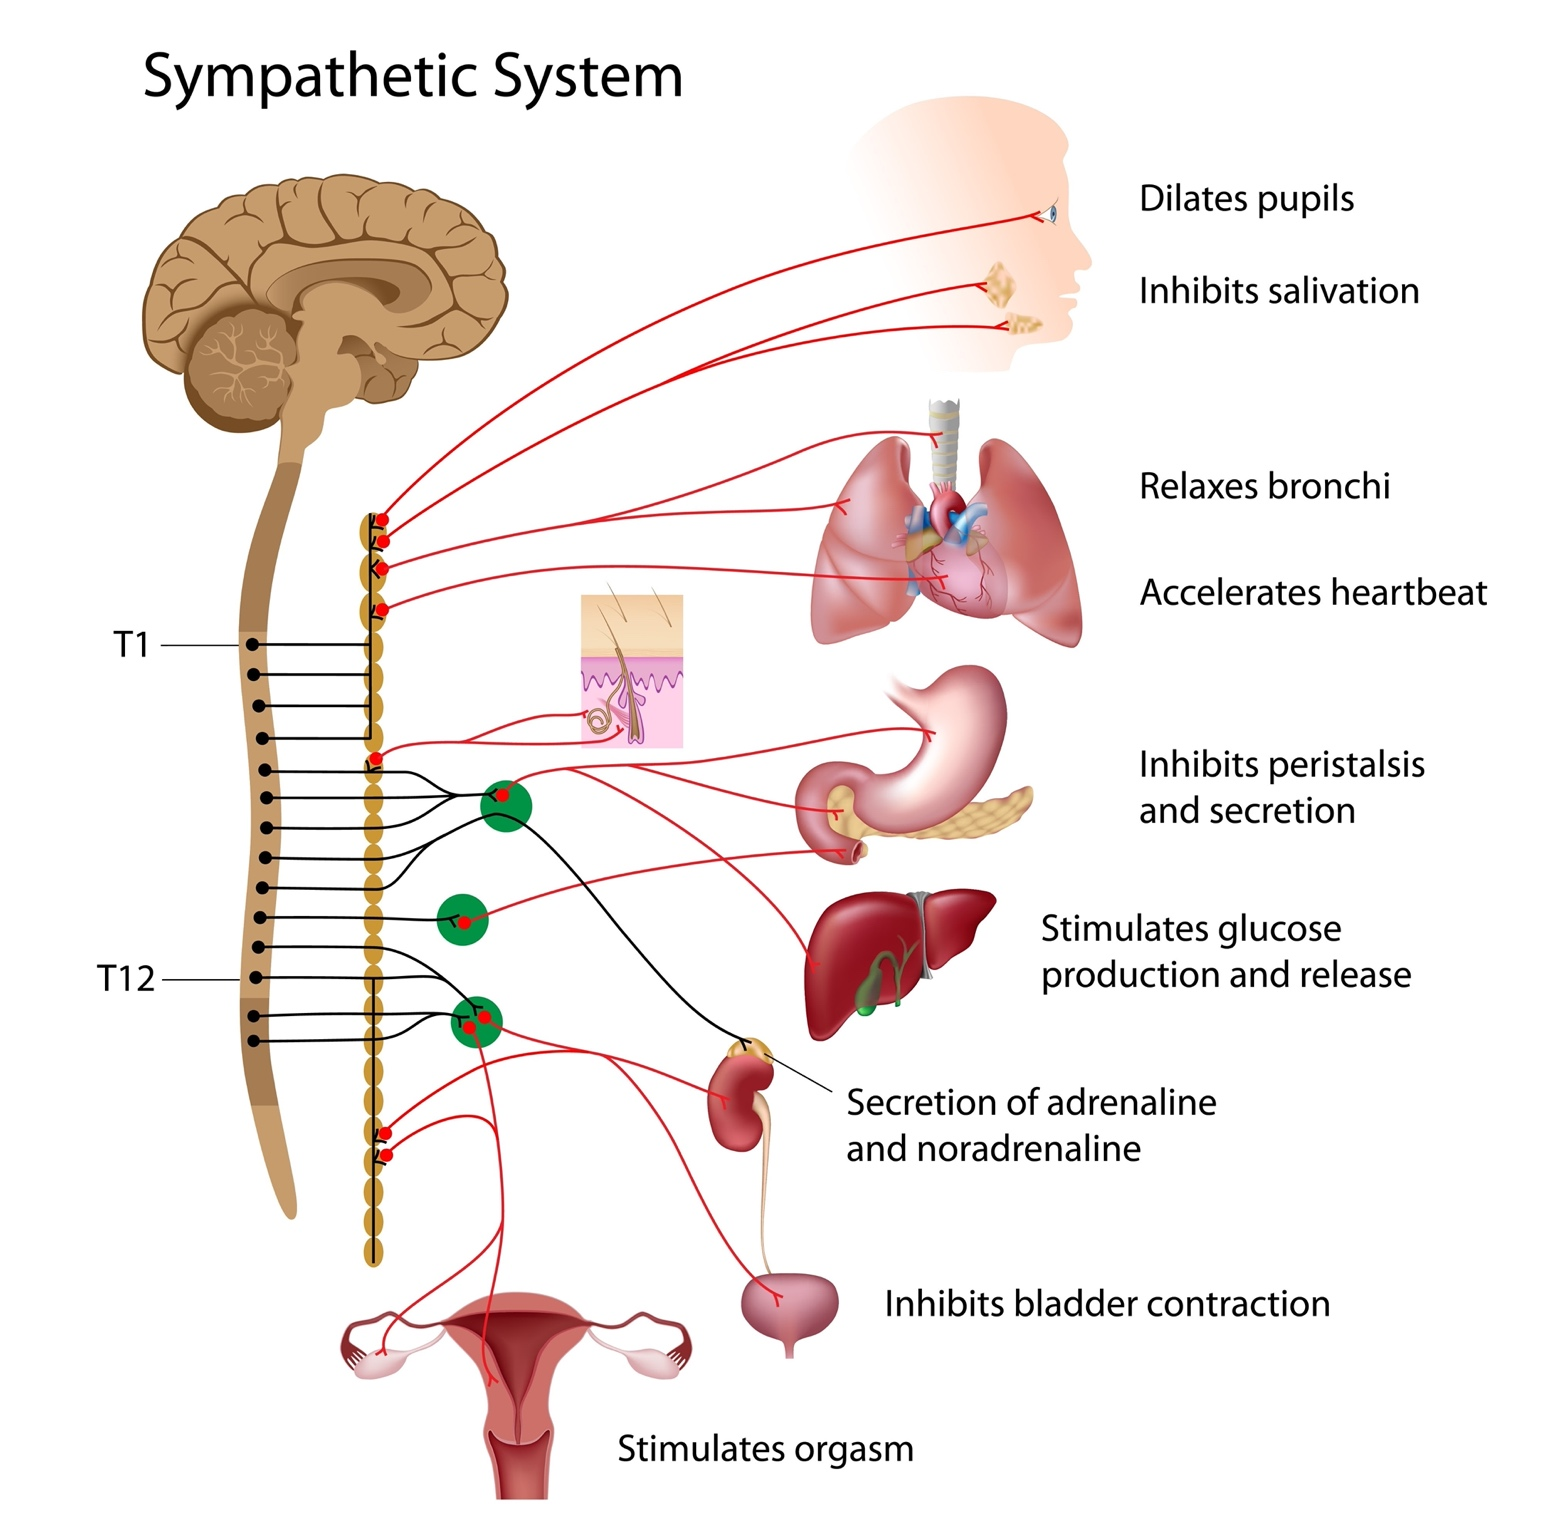 Sympathetic System
Dilates pupils
Inhibits salivation
Relaxes bronchi
Accelerates heartbeat
T1
Inhibits peristalsis
and secretion
Stimulates glucose
production and release
T12
Secretion of adrenaline
and noradrenaline
Inhibits bladder contraction
Stimulates orgasm